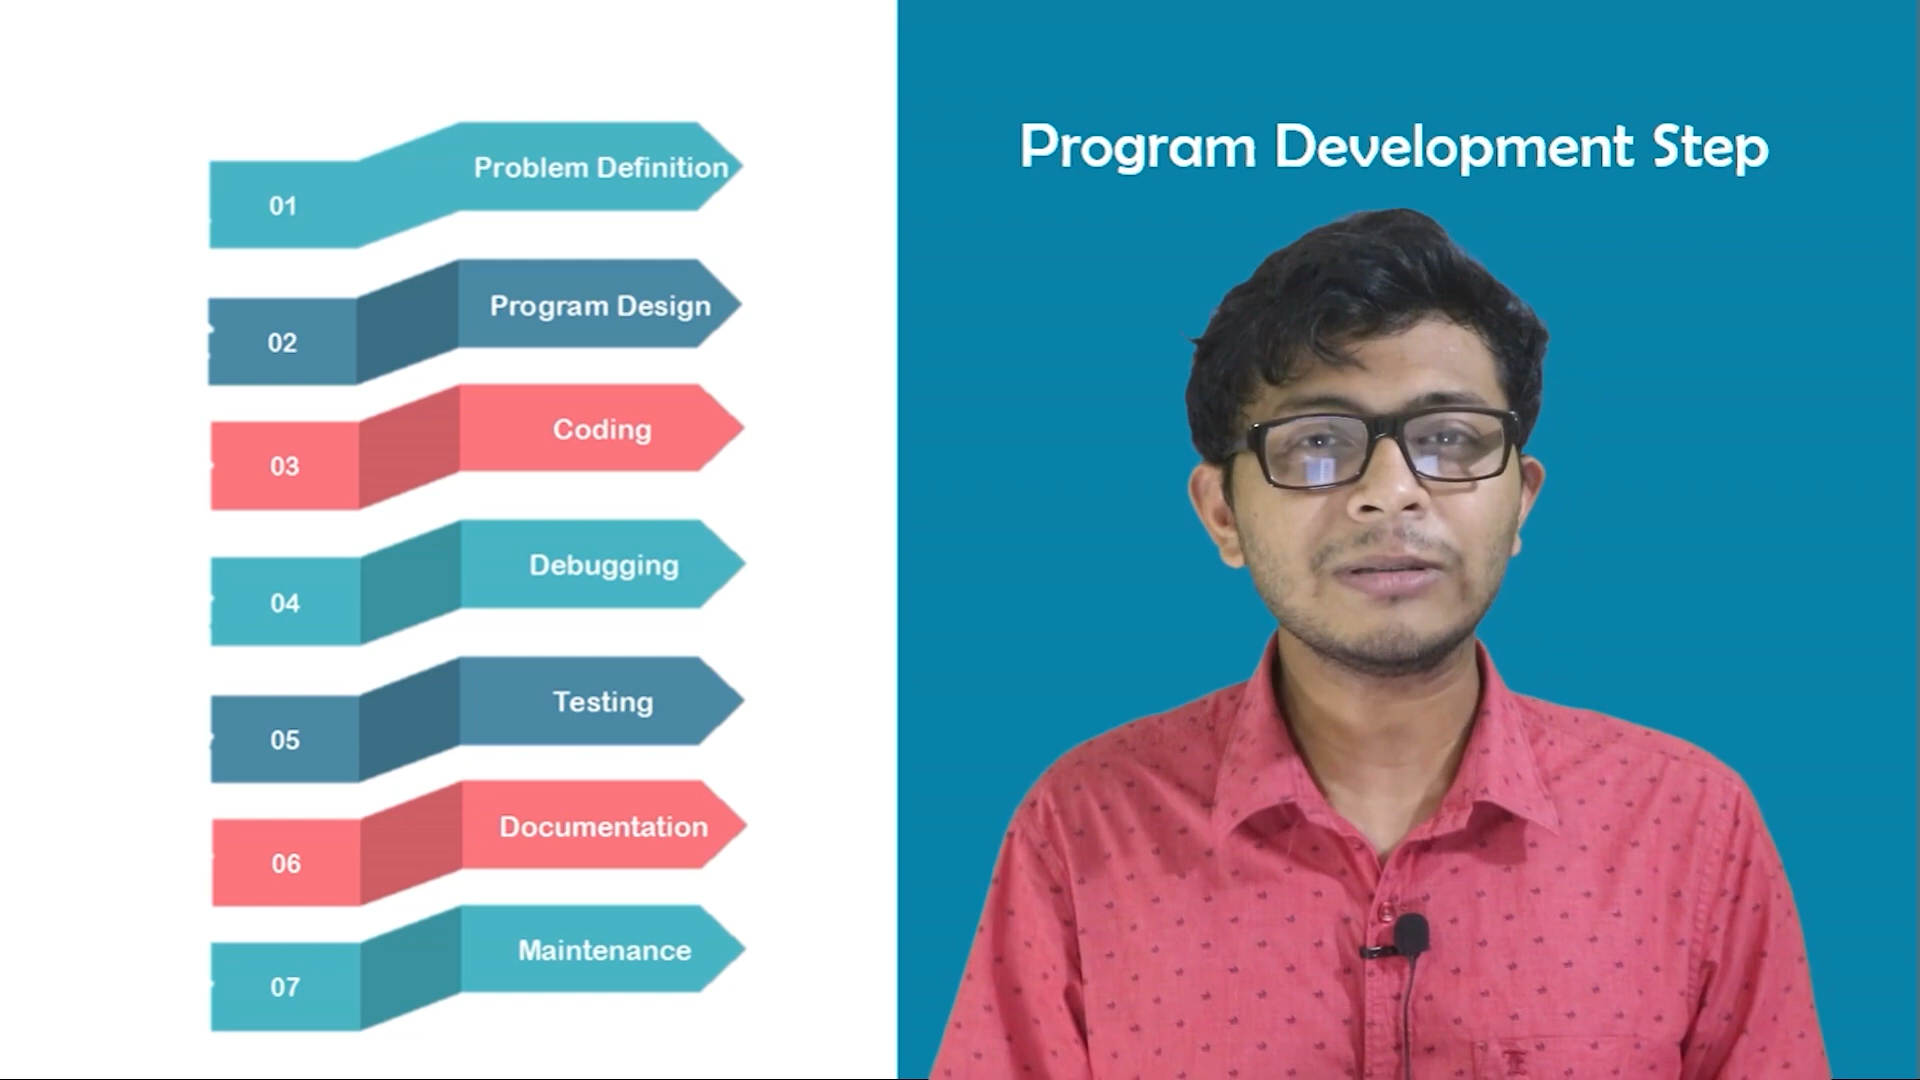 Program Development Step
01
Problem Definition
02
Program Design
03
Coding
04
Debugging
05
Testing
06
Documentation
07
Maintenance